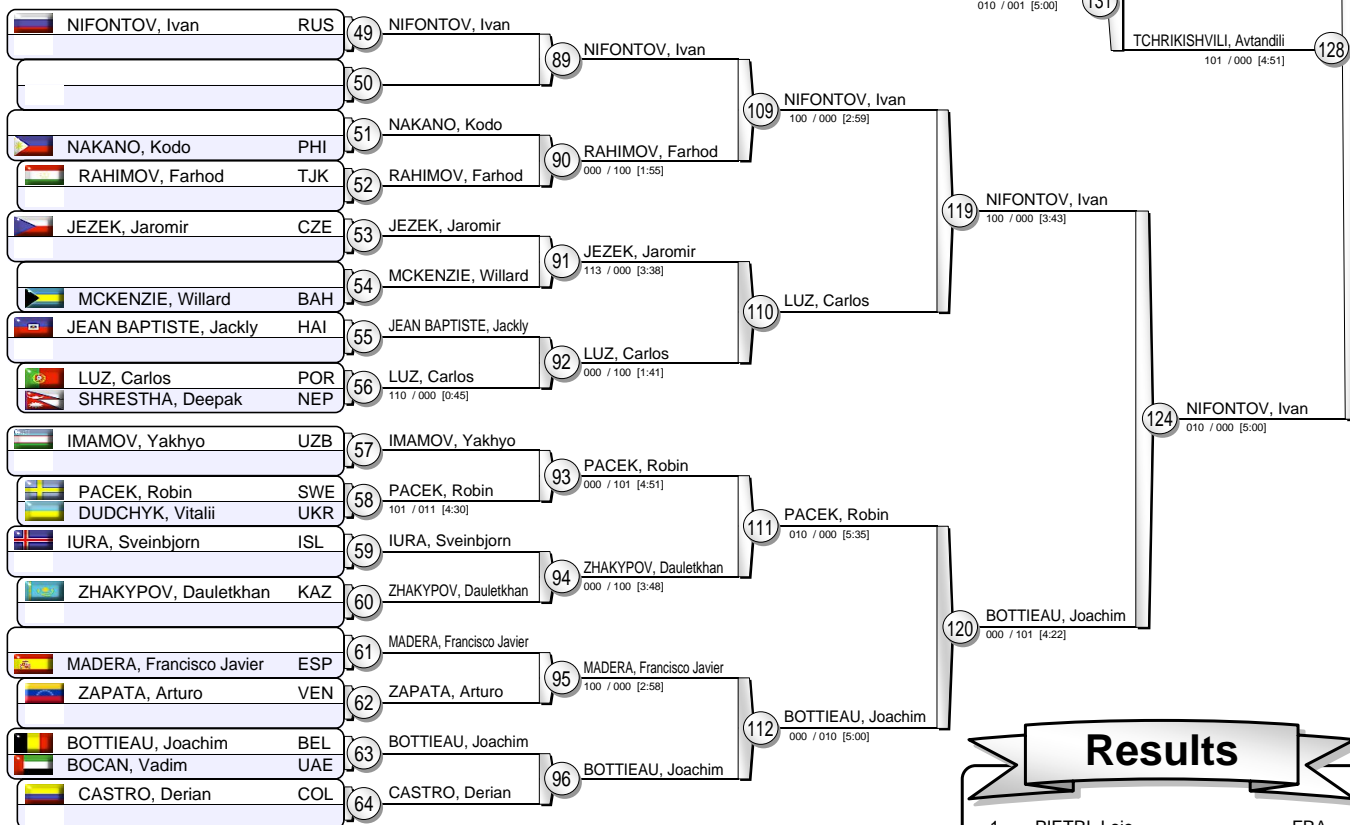 010 / 001 [5:00]
131
TCHRIKISHVILI, Avtandili
128
101 / 000 [4:51]
NIFONTOV, Ivan RUS
49
NIFONTOV, Ivan
89
NIFONTOV, Ivan
50
109
NIFONTOV, Ivan
100 / 000 [2:59]
NAKANO, Kodo PHI
51
NAKANO, Kodo
90
RAHIMOV, Farhod
000 / 100 [1:55]
RAHIMOV, Farhod TJK
52
RAHIMOV, Farhod
119
NIFONTOV, Ivan
100 / 000 [3:43]
JEZEK, Jaromir CZE
53
JEZEK, Jaromir
91
JEZEK, Jaromir
113 / 000 [3:38]
MCKENZIE, Willard BAH
54
MCKENZIE, Willard
110
LUZ, Carlos
JEAN BAPTISTE, Jackly HAI
55
JEAN BAPTISTE, Jackly
92
LUZ, Carlos
000 / 100 [1:41]
LUZ, Carlos POR
SHRESTHA, Deepak NEP
56
LUZ, Carlos
110 / 000 [0:45]
124
NIFONTOV, Ivan
010 / 000 [5:00]
IMAMOV, Yakhyo UZB
57
IMAMOV, Yakhyo
93
PACEK, Robin
000 / 101 [4:51]
PACEK, Robin SWE
DUDCHYK, Vitalii UKR
58
PACEK, Robin
101 / 011 [4:30]
111
PACEK, Robin
010 / 000 [5:35]
IURA, Sveinbjorn ISL
59
IURA, Sveinbjorn
94
ZHAKYPOV, Dauletkhan
000 / 100 [3:48]
ZHAKYPOV, Dauletkhan KAZ
60
ZHAKYPOV, Dauletkhan
120
BOTTIEAU, Joachim
000 / 101 [4:22]
MADERA, Francisco Javier ESP
61
MADERA, Francisco Javier
95
MADERA, Francisco Javier
100 / 000 [2:58]
ZAPATA, Arturo VEN
62
ZAPATA, Arturo
112
BOTTIEAU, Joachim
000 / 010 [5:00]
BOTTIEAU, Joachim BEL
BOCAN, Vadim UAE
63
BOTTIEAU, Joachim
96
BOTTIEAU, Joachim
CASTRO, Derian COL
64
CASTRO, Derian
Results